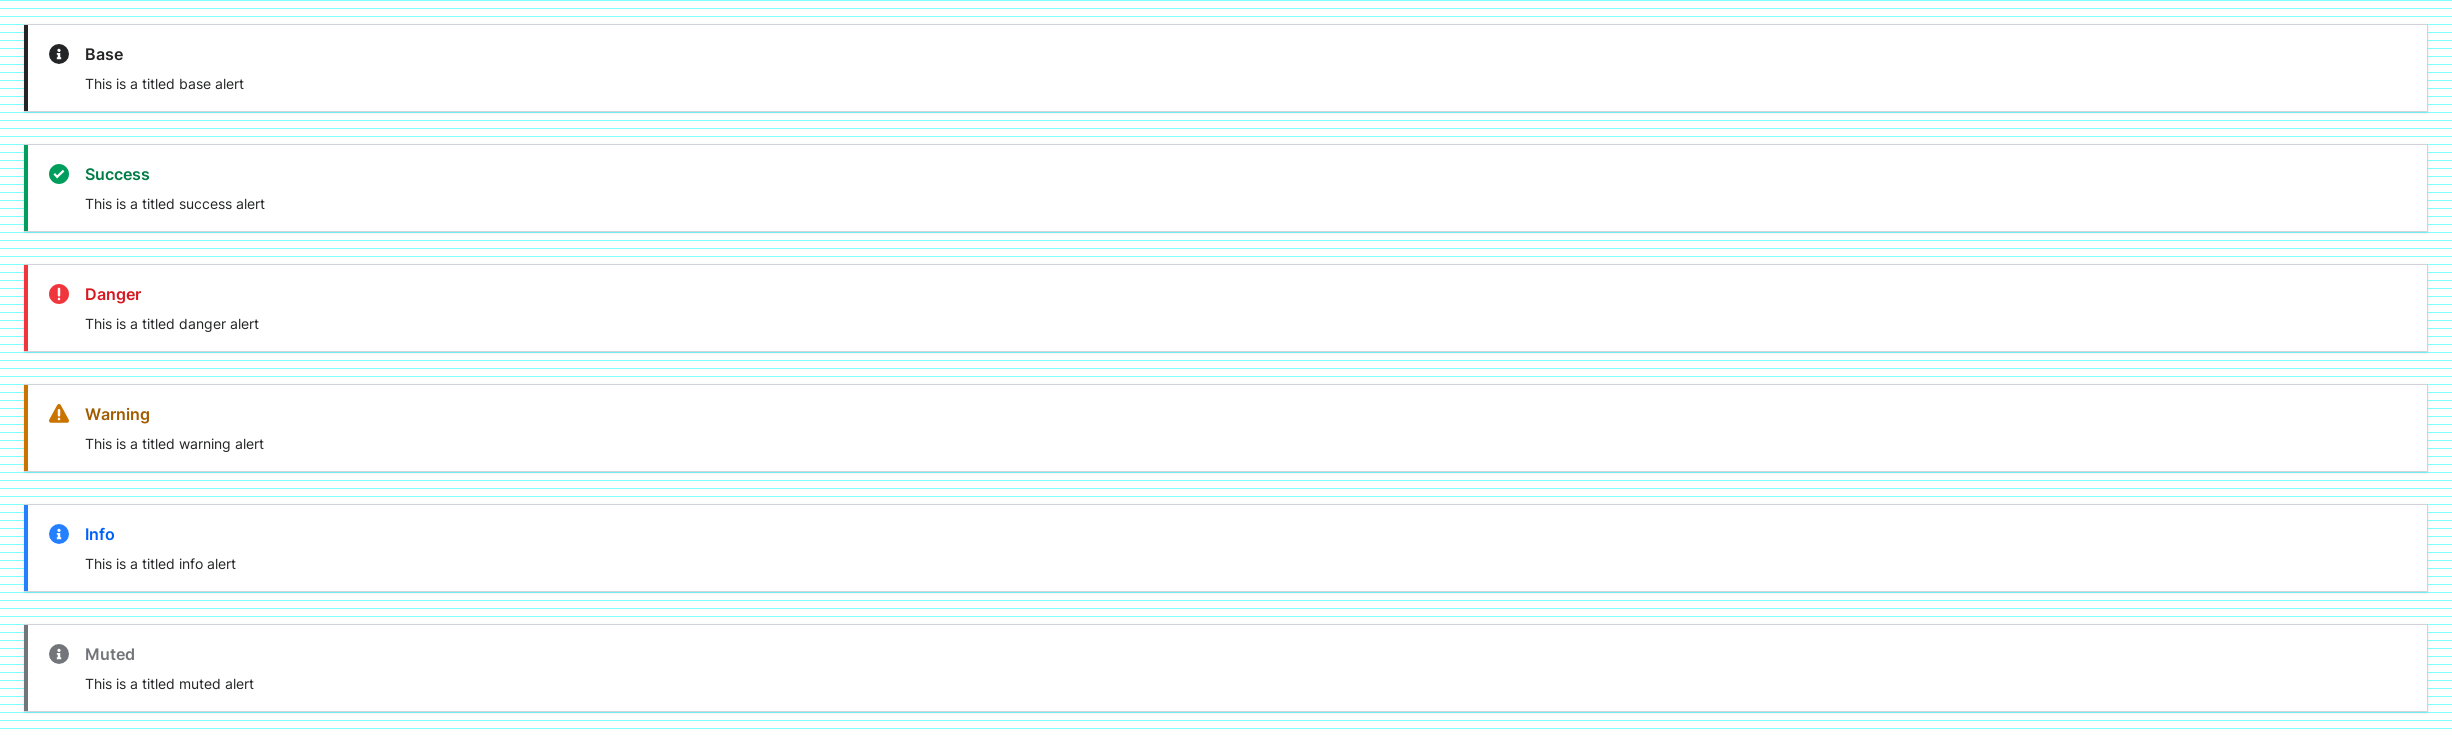 Base
This is a titled base alert
Success
This is a titled success alert
Danger
This is a titled danger alert
Warning
This is a titled warning alert
Info
This is a titled info alert
Muted
This is a titled muted alert